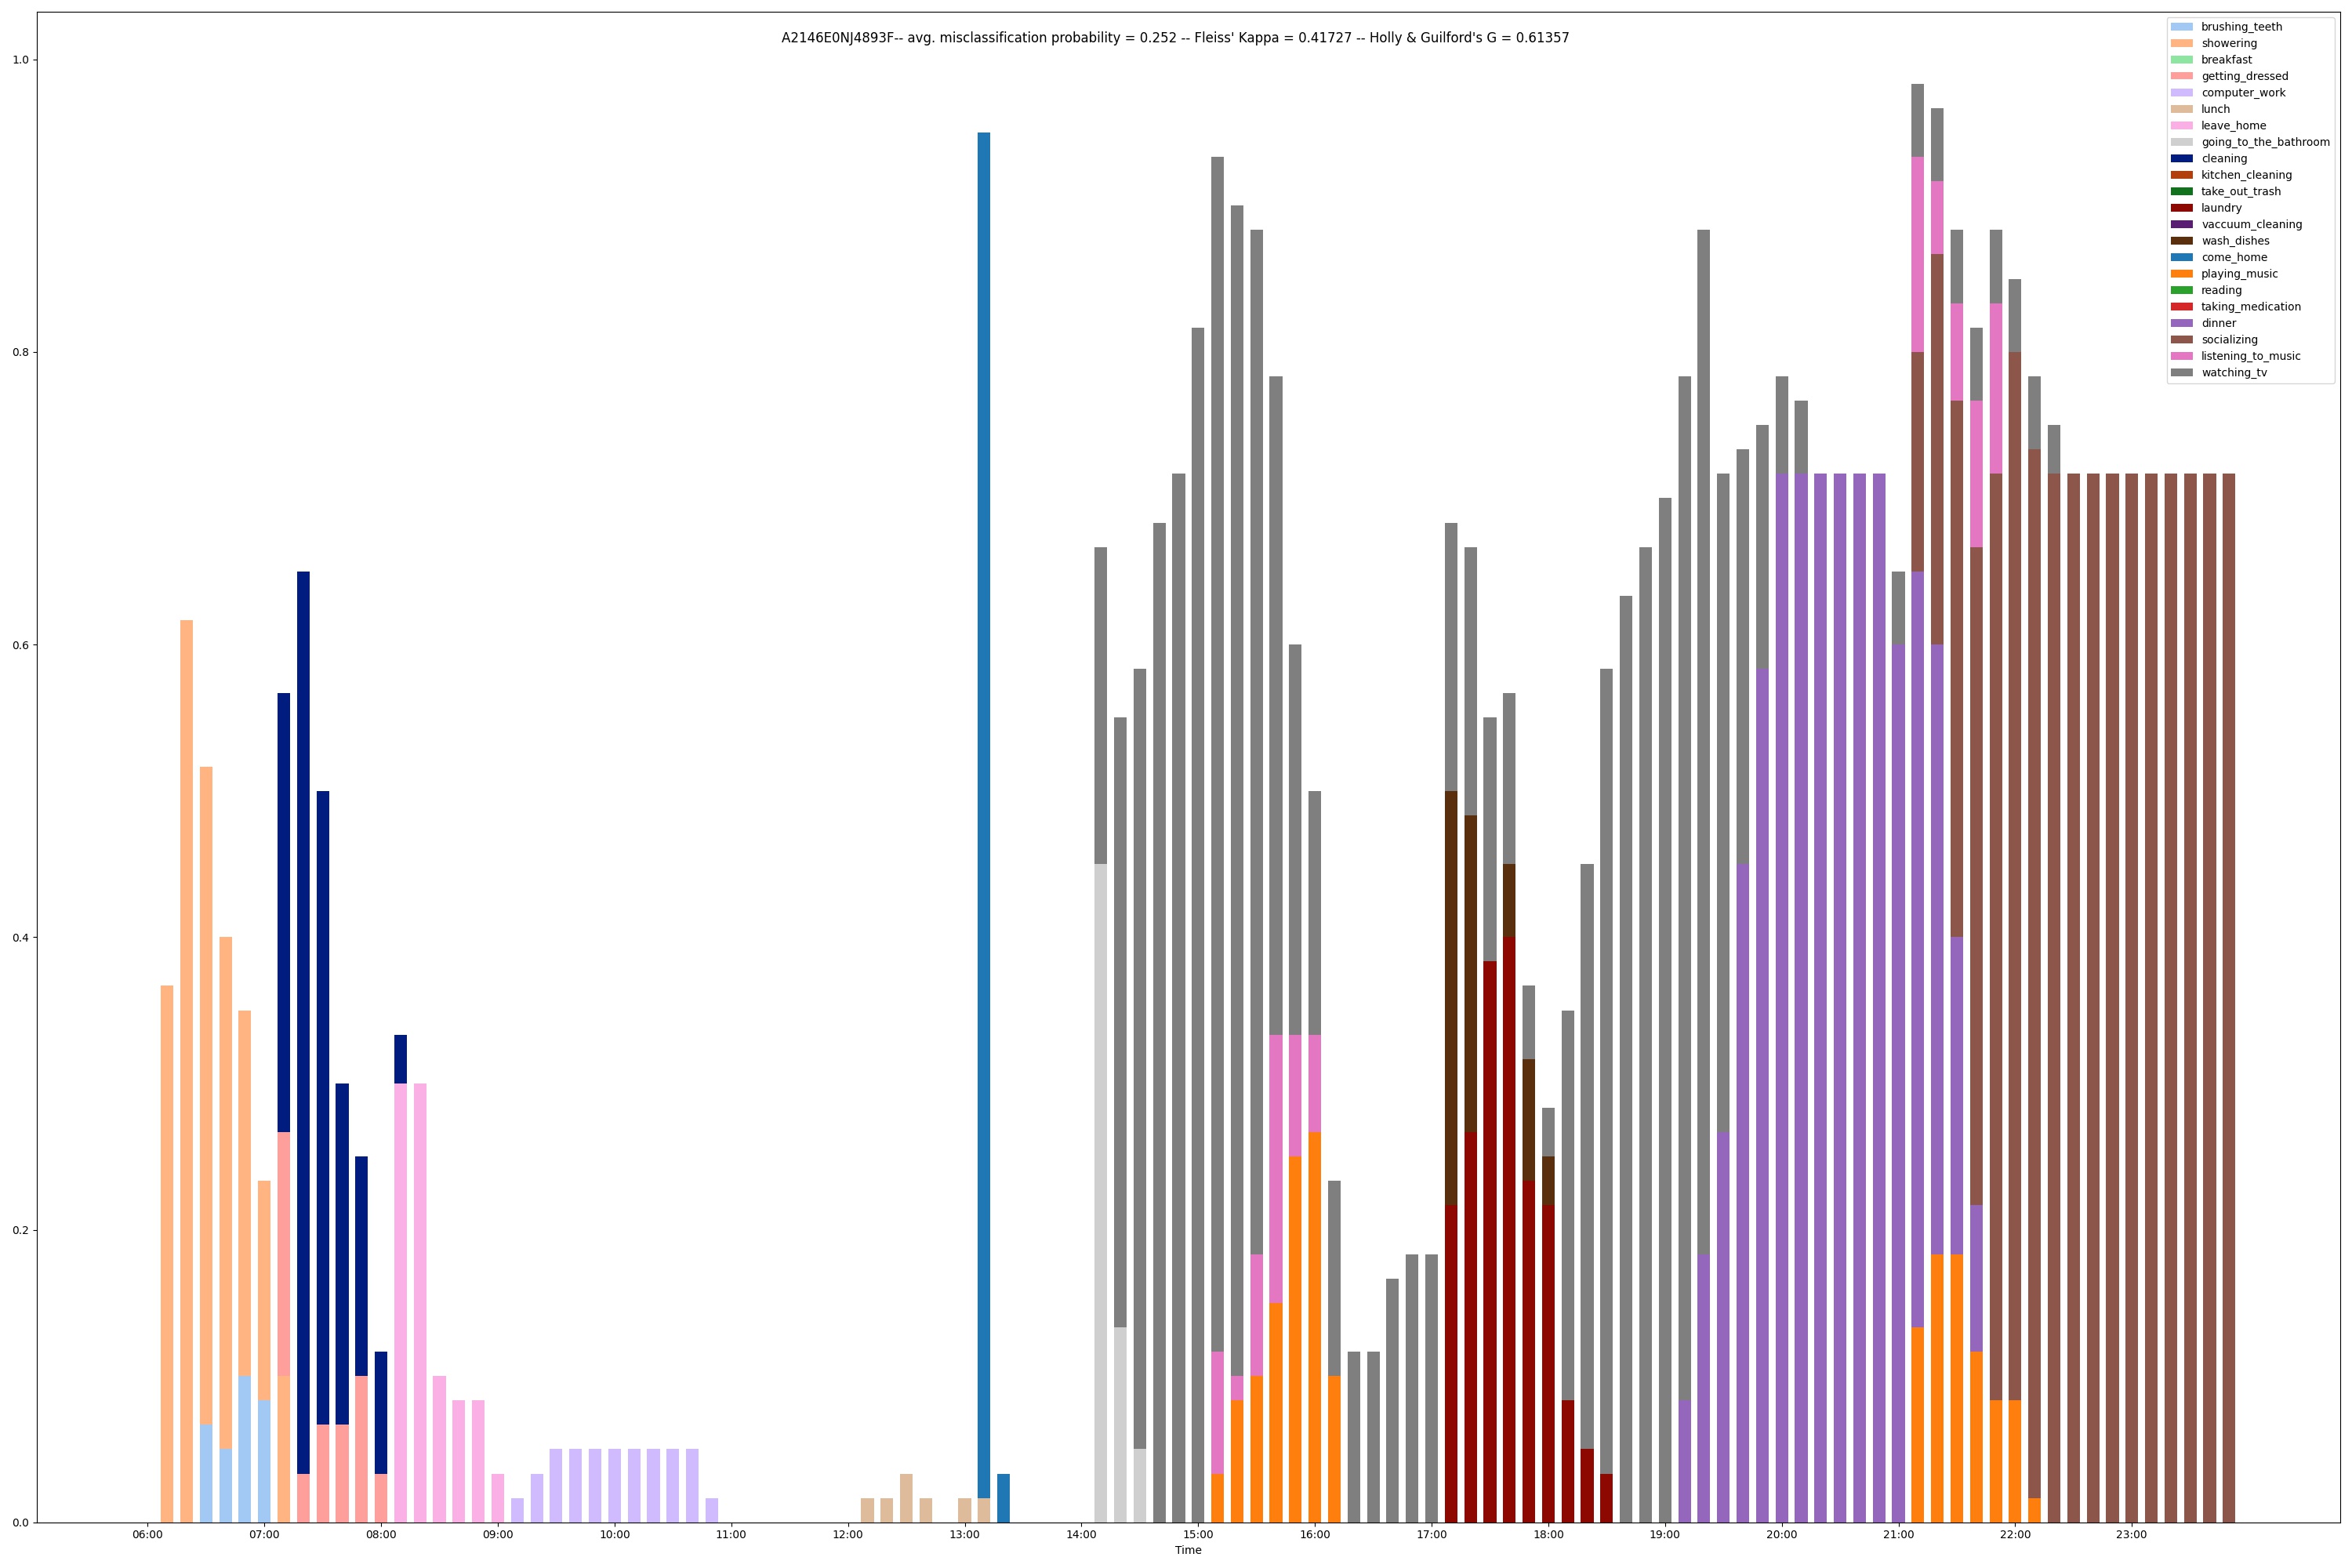 A2146E0NJ4893F-- avg. misclassification probability = 0.252 -- Fleiss' Kappa = 0.41727 -- Holly & Guilford's G = 0.61357
brushing_teeth
showering
breakfast
getting_dressed
computer_work
lunch
leave_home
going_to_the_bathroom
cleaning
kitchen_cleaning
take_out_trash
laundry
vaccuum_cleaning
wash_dishes
come_home
playing_music
reading
taking_medication
dinner
socializing
listening_to_music
watching_tv
1.0
0.8
0.6
0.4
0.2
0.0
06:00 07:00 08:00 09:00 10:00 11:00 12:00 13:00 14:00 15:00 16:00 17:00 18:00 19:00 20:00 21:00 22:00 23:00
Time